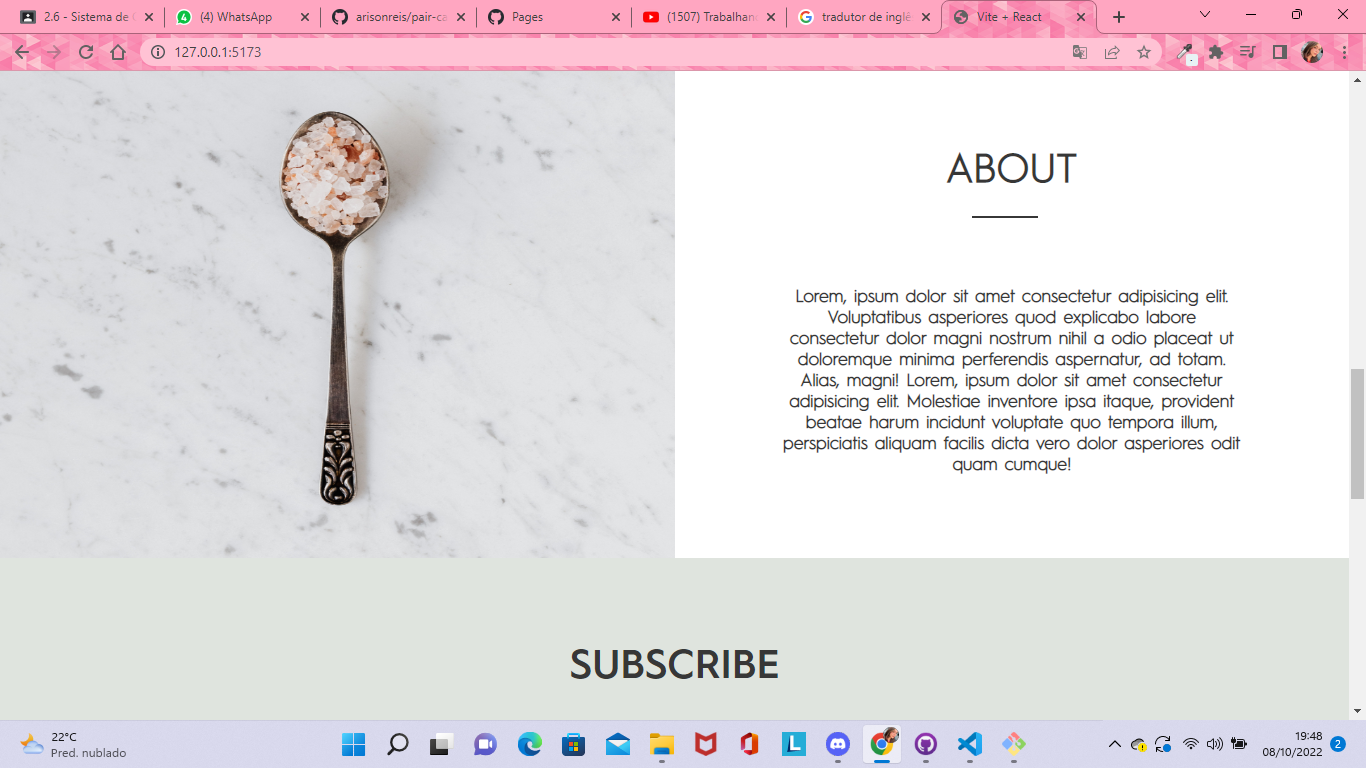 2.6 - Sistema de
(4) WhatsApp
arisonreis/pair-ca
Pages
(1507) Trabalhan
tradutor de inglê
Vite + React
127.0.0.1:5173
ABOUT
Lorem, ipsum dolor sit amet consectetur adipisicing elit.
Voluptatibus asperiores quod explicabo labore
consectetur dolor magni nostrum nihil a odio placeat ut
doloremque minima perferendis aspernatur, ad totam.
Alias, magni! Lorem, ipsum dolor sit amet consectetur
adipisicing elit. Molestiae inventore ipsa itaque, provident
beatae harum incidunt voluptate quo tempora illum,
perspiciatis aliquam facilis dicta vero dolor asperiores odit
quam cumque!
SUBSCRIBE
22°C
Pred. nublado
19:48
08/10/2022
2